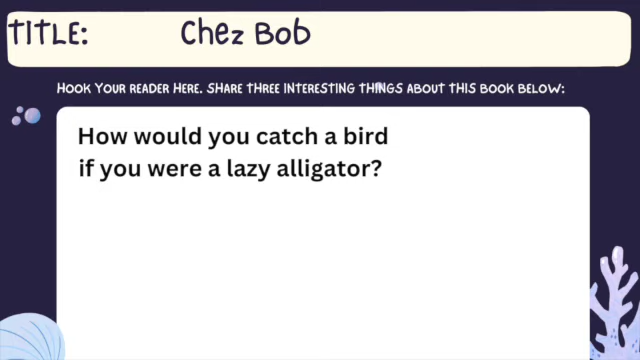 TITLE: Chez Bob
HOOK YOUR READER HERE. SHARE THREE INTERESTING THINGS ABOUT THIS BOOK BELOW:
How would you catch a bird
if you were a lazy alligator?